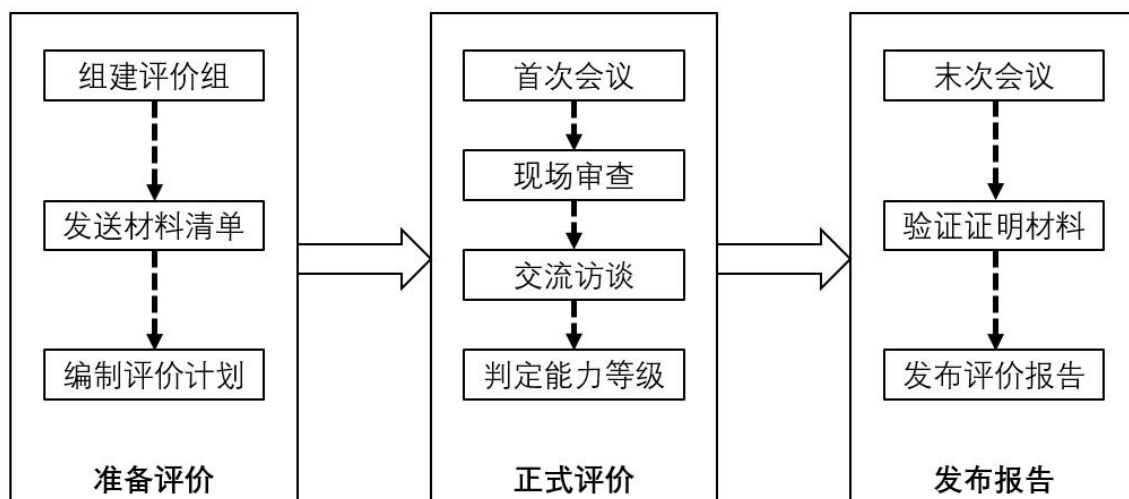 组建评价组
发送材料清单
编制评价计划
准备评价
首次会议
现场审查
交流访谈
判定能力等级
正式评价
末次会议
验证证明材料
发布评价报告
发布报告